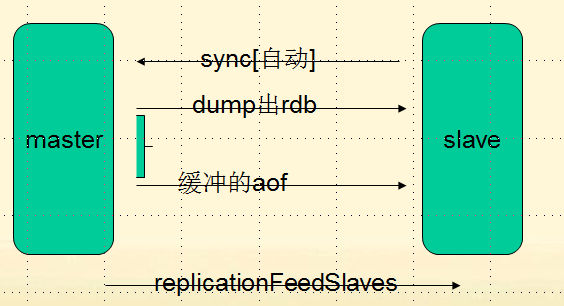 sync[自动]
dump出rdb
master
slave
缓冲的aof
replicationFeedSlaves